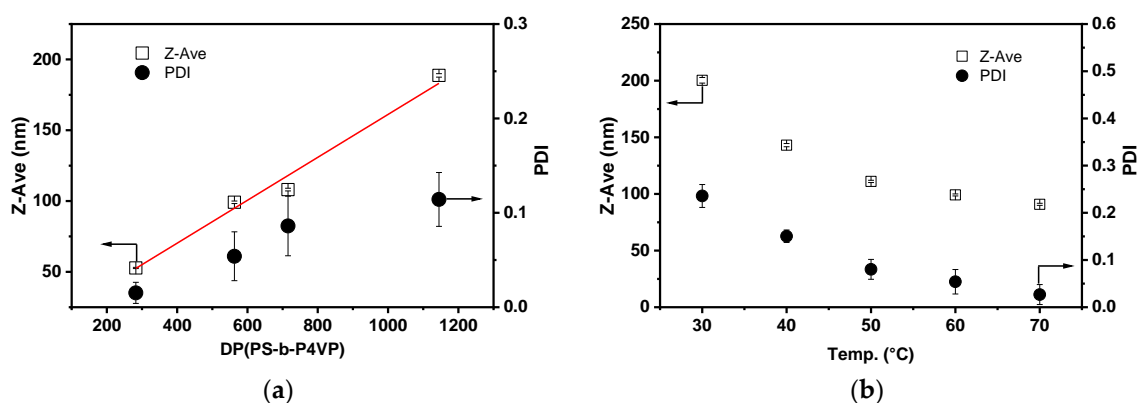 Z-Ave
PDI
200
150
100
50
Z-Ave (nm)
0.3
0.2
0.1
0.0
PDI
200 400 600 800 1000 1200
DP(PS-b-P4VP)
(a)
Z-Ave
PDI
250
200
150
100
50
0
Z-Ave (nm)
0.6
0.5
0.4
0.3
0.2
0.1
0.0
PDI
30 40 50 60 70
Temp. (°C)
(b)